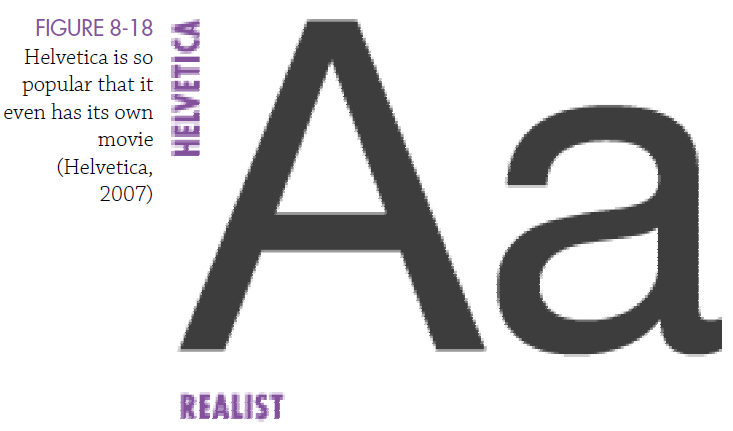 FIGURE 8-18
Helvetica is so
popular that it
even has its own
movie
(Helvetica,
2007)
HELVETICA
Aa
REALIST